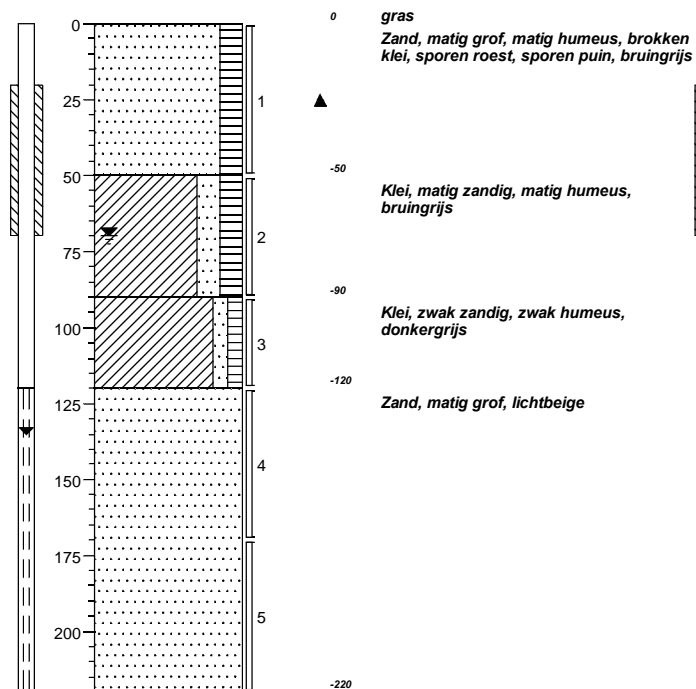 0
gras
0
Zand, matig grof, matig humeus, brokken
klei, sporen roest, sporen puin, bruingrijs
25
1
50
-50
Klei, matig zandig, matig humeus,
bruingrijs
2
75
-90
Klei, zwak zandig, zwak humeus,
donkergrijs
100
3
-120
Zand, matig grof, lichtbeige
125
4
150
175
5
200
-220